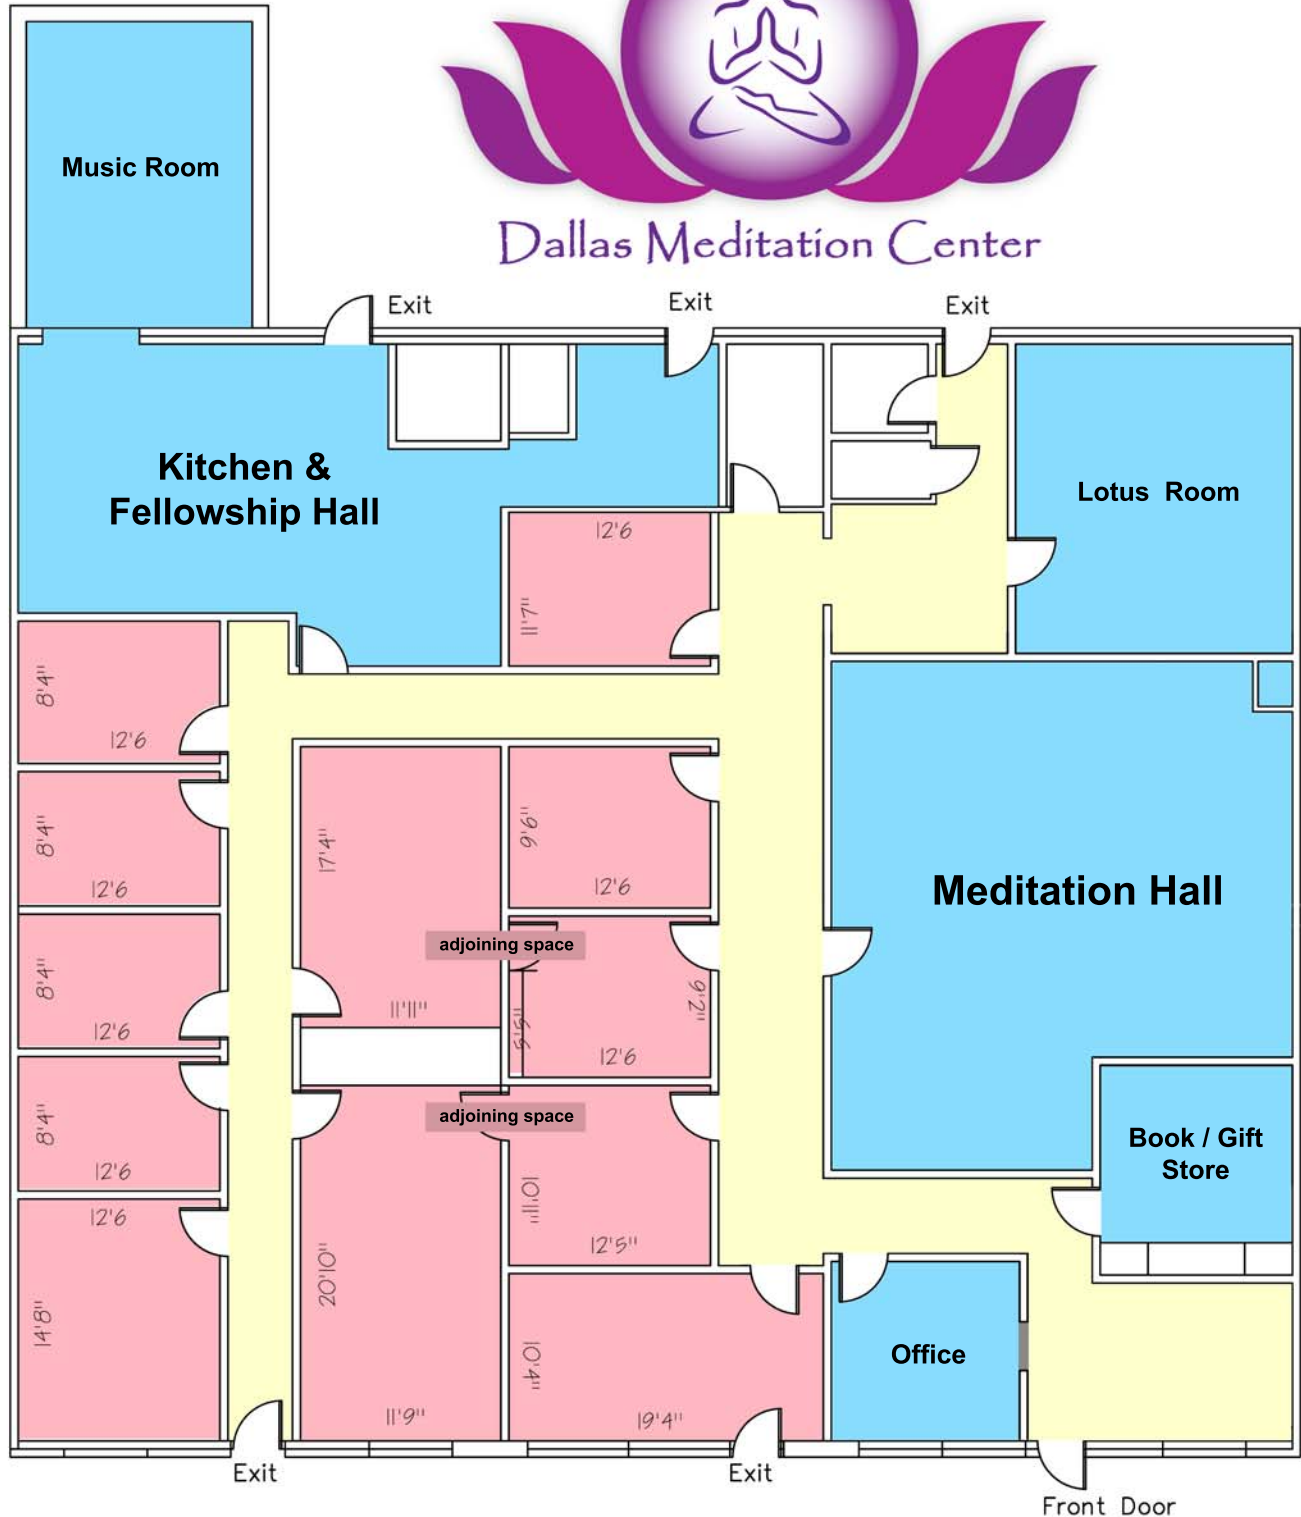 Dallas Meditation Center
Music Room
Exit
Exit
Exit
Kitchen &
Fellowship Hall
Lotus Room
12'6
11'7"
8'4"
12'6
8'4"
12'6
8'4"
12'6
8'4"
12'6
12'6
14'8"
17'4"
11'11"
9'6"
12'6
adjoining space
9'2"
5'5"
12'6
adjoining space
10'11"
12'5"
20'10"
11'9"
10'4"
19'4"
Meditation Hall
Book / Gift
Store
Office
Exit
Exit
Front Door